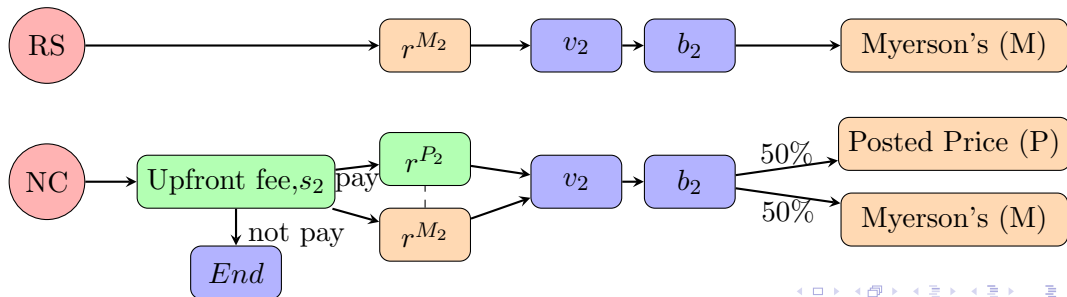 RS r^{M_2} v_2 b_2 Myerson's (M)
NC Upfront fee,s_2 pay r^{P_2} v_2 b_2 50% Posted Price (P)
not pay r^{M_2} 50% Myerson's (M)
End